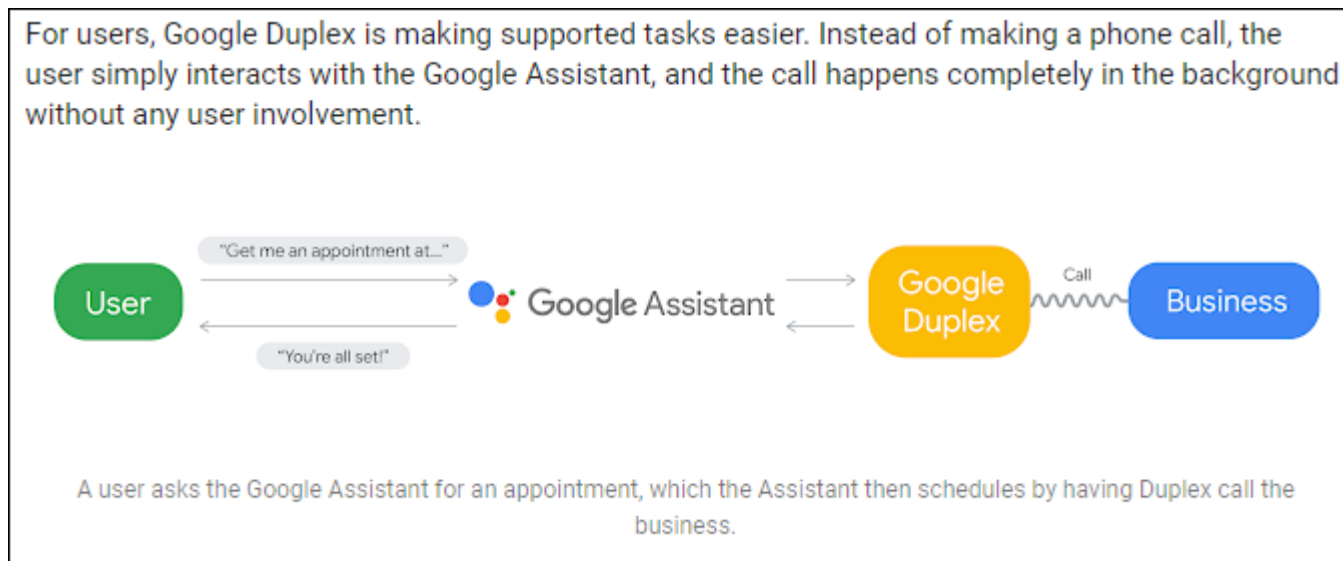 For users, Google Duplex is making supported tasks easier. Instead of making a phone call, the
user simply interacts with the Google Assistant, and the call happens completely in the background
without any user involvement.
"Get me an appointment at..."
User
Google Assistant
Google
Duplex
Call
Business
"You're all set!"
A user asks the Google Assistant for an appointment, which the Assistant then schedules by having Duplex call the
business.